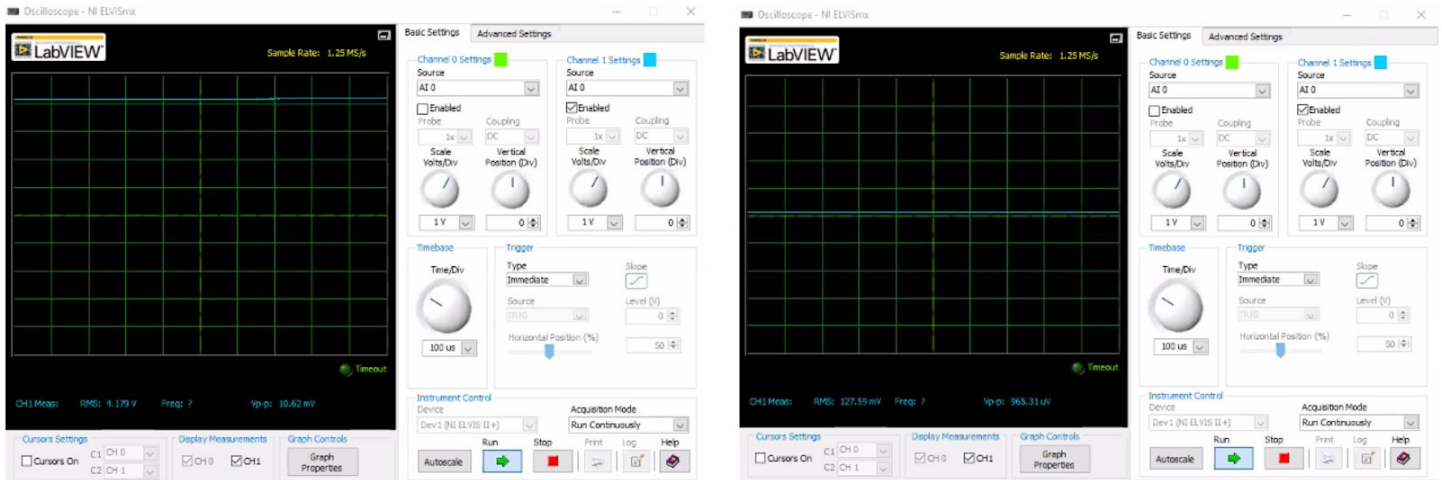 Oscilloscope - NI ELVISmx
LabVIEW
Sample Rate: 1.25 MS/s
Timeout
CH1 Meas: RMS: 4.179 V Freq: ? Vp-p: 10.62 mV
Basic Settings Advanced Settings
Channel 0 Settings Channel 1 Settings
Source Source
AI 0 AI 0
Enabled Enabled
Probe Coupling Probe Coupling
1x DC 1x DC
Scale Vertical Scale Vertical
Volts/Div Position (Div) Volts/Div Position (Div)
1 V 0 1 V 0
Timebase Trigger
Time/Div Type Slope
Immediate
Source Level (V)
TRIG 0
Horizontal Position (%)
100 us 50
Instrument Control
Device Acquisition Mode
Dev1 (NI ELVIS II+) Run Continuously
Cursors Settings Display Measurements Graph Controls
Cursors On C1 CH 0 CH 0 CH1 Graph
C2 CH 1 Properties
Run Stop Print Log Help
Autoscale
Oscilloscope - NI ELVISmx
LabVIEW
Sample Rate: 1.25 MS/s
Timeout
CH1 Meas: RMS: 127.59 mV Freq: ? Vp-p: 965.31 uV
Basic Settings Advanced Settings
Channel 0 Settings Channel 1 Settings
Source Source
AI 0 AI 0
Enabled Enabled
Probe Coupling Probe Coupling
1x DC 1x DC
Scale Vertical Scale Vertical
Volts/Div Position (Div) Volts/Div Position (Div)
1 V 0 1 V 0
Timebase Trigger
Time/Div Type Slope
Immediate
Source Level (V)
TRIG 0
Horizontal Position (%)
100 us 50
Instrument Control
Device Acquisition Mode
Dev1 (NI ELVIS II+) Run Continuously
Cursors Settings Display Measurements Graph Controls
Cursors On C1 CH 0 CH 0 CH1 Graph
C2 CH 1 Properties
Run Stop Print Log Help
Autoscale